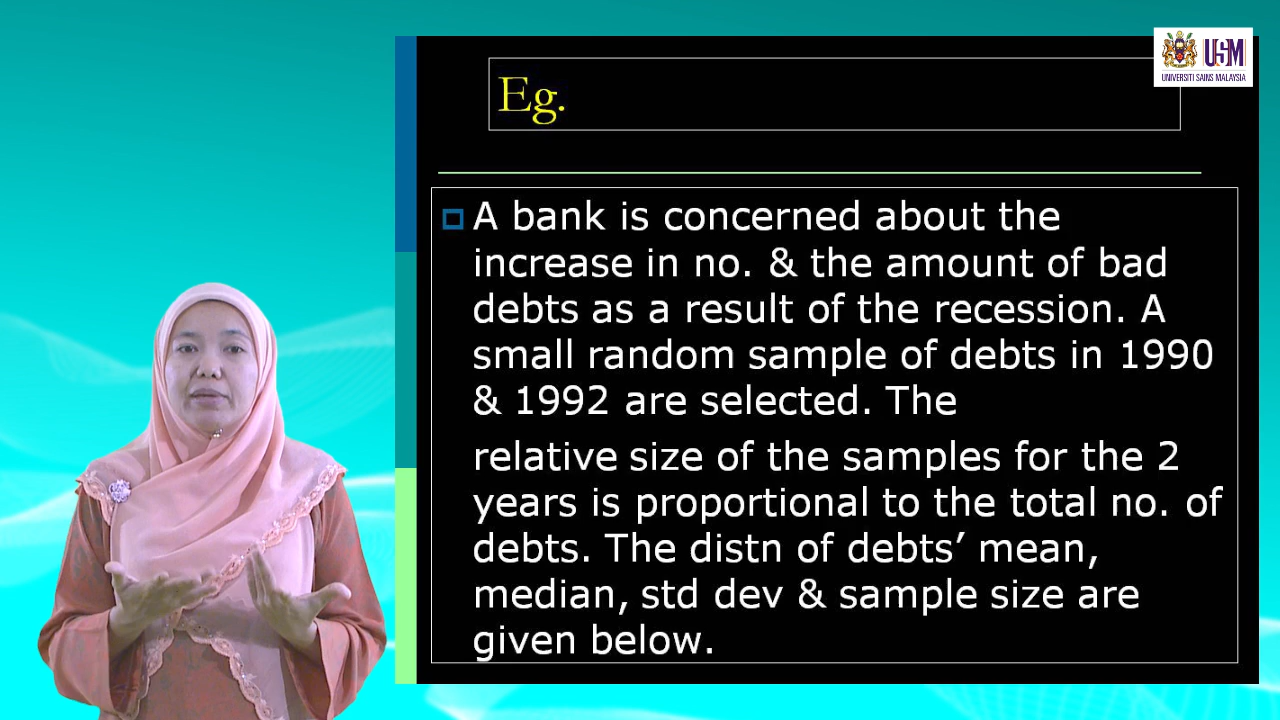 USM
UNIVERSITI SAINS MALAYSIA
Eg.
A bank is concerned about the
increase in no. & the amount of bad
debts as a result of the recession. A
small random sample of debts in 1990
& 1992 are selected. The
relative size of the samples for the 2
years is proportional to the total no. of
debts. The distn of debts’ mean,
median, std dev & sample size are
given below.